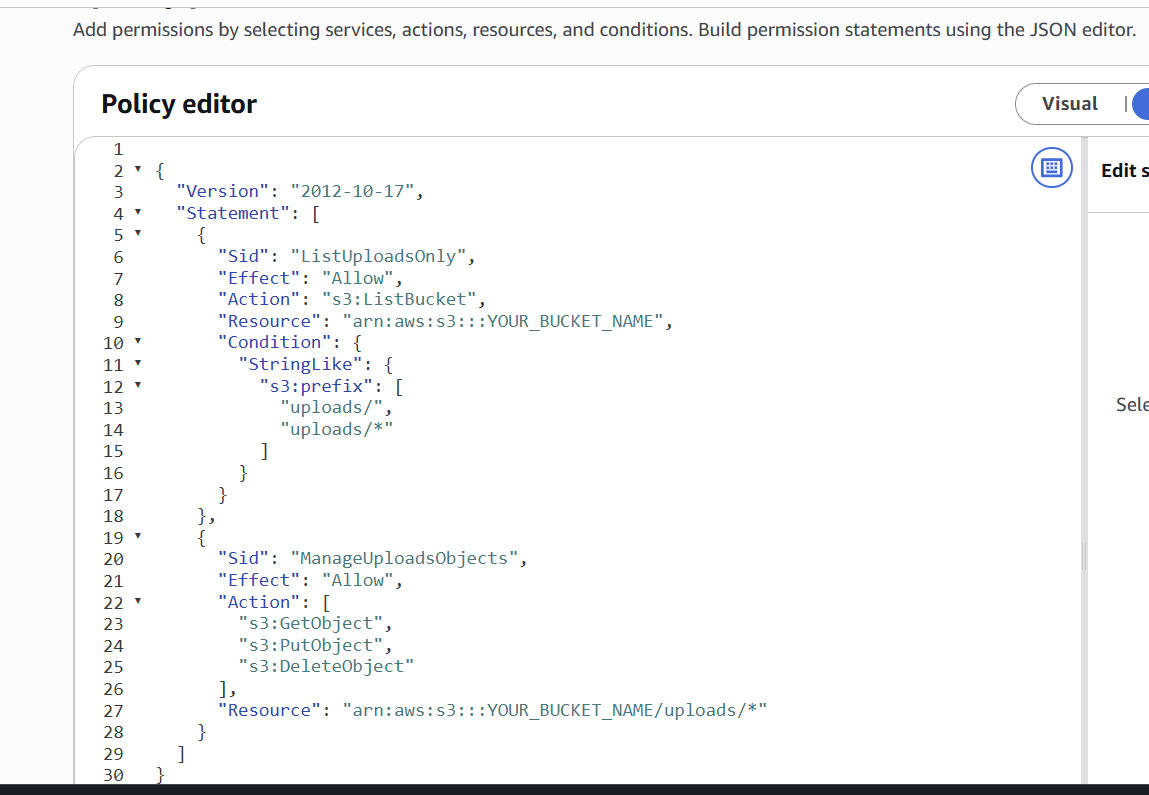 Add permissions by selecting services, actions, resources, and conditions. Build permission statements using the JSON editor.
Policy editor
Visual
Edit s
Sele
1
2 {
3 "Version": "2012-10-17",
4 "Statement": [
5 {
6 "Sid": "ListUploadsOnly",
7 "Effect": "Allow",
8 "Action": "s3:ListBucket",
9 "Resource": "arn:aws:s3:::YOUR_BUCKET_NAME",
10 "Condition": {
11 "StringLike": {
12 "s3:prefix": [
13 "uploads/",
14 "uploads/*"
15 ]
16 }
17 }
18 },
19 {
20 "Sid": "ManageUploadsObjects",
21 "Effect": "Allow",
22 "Action": [
23 "s3:GetObject",
24 "s3:PutObject",
25 "s3:DeleteObject"
26 ],
27 "Resource": "arn:aws:s3:::YOUR_BUCKET_NAME/uploads/*"
28 }
29 ]
30 }